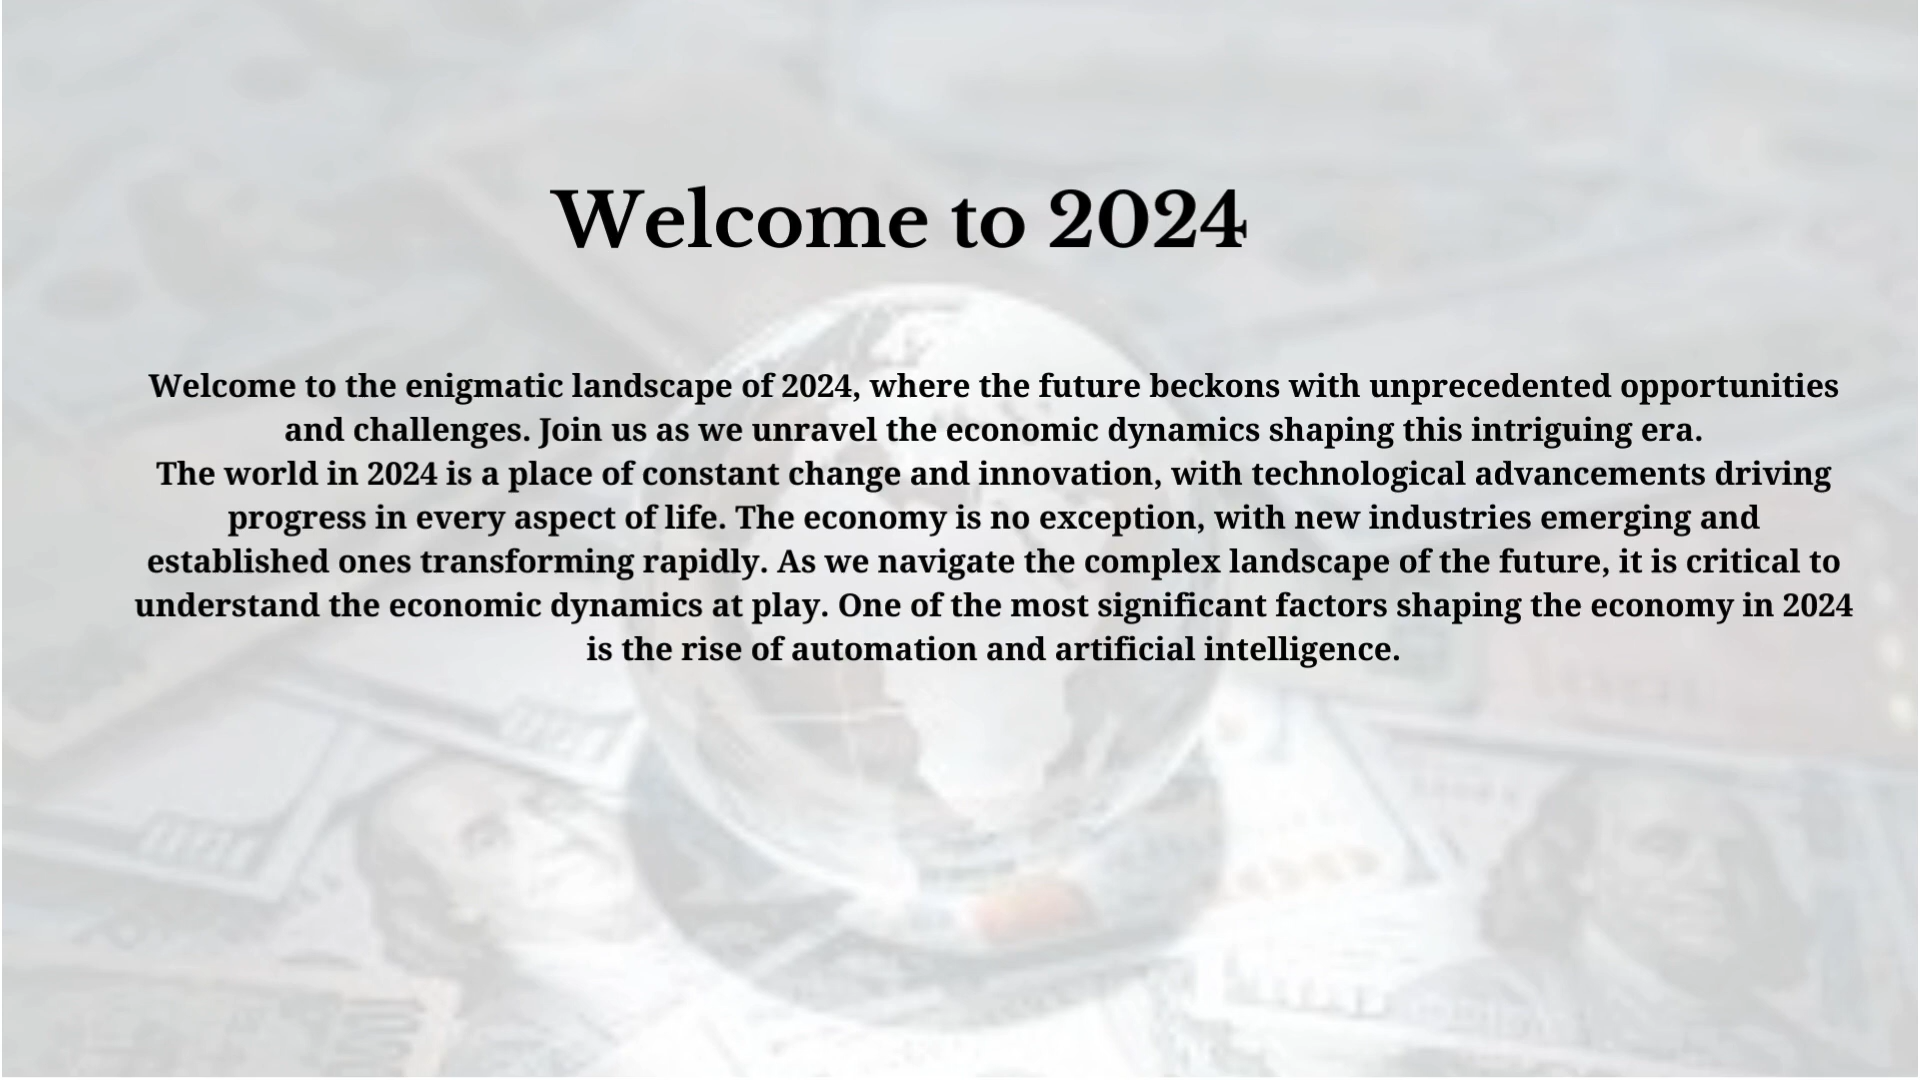 Welcome to 2024
Welcome to the enigmatic landscape of 2024, where the future beckons with unprecedented opportunities
and challenges. Join us as we unravel the economic dynamics shaping this intriguing era.
The world in 2024 is a place of constant change and innovation, with technological advancements driving
progress in every aspect of life. The economy is no exception, with new industries emerging and
established ones transforming rapidly. As we navigate the complex landscape of the future, it is critical to
understand the economic dynamics at play. One of the most significant factors shaping the economy in 2024
is the rise of automation and artificial intelligence.